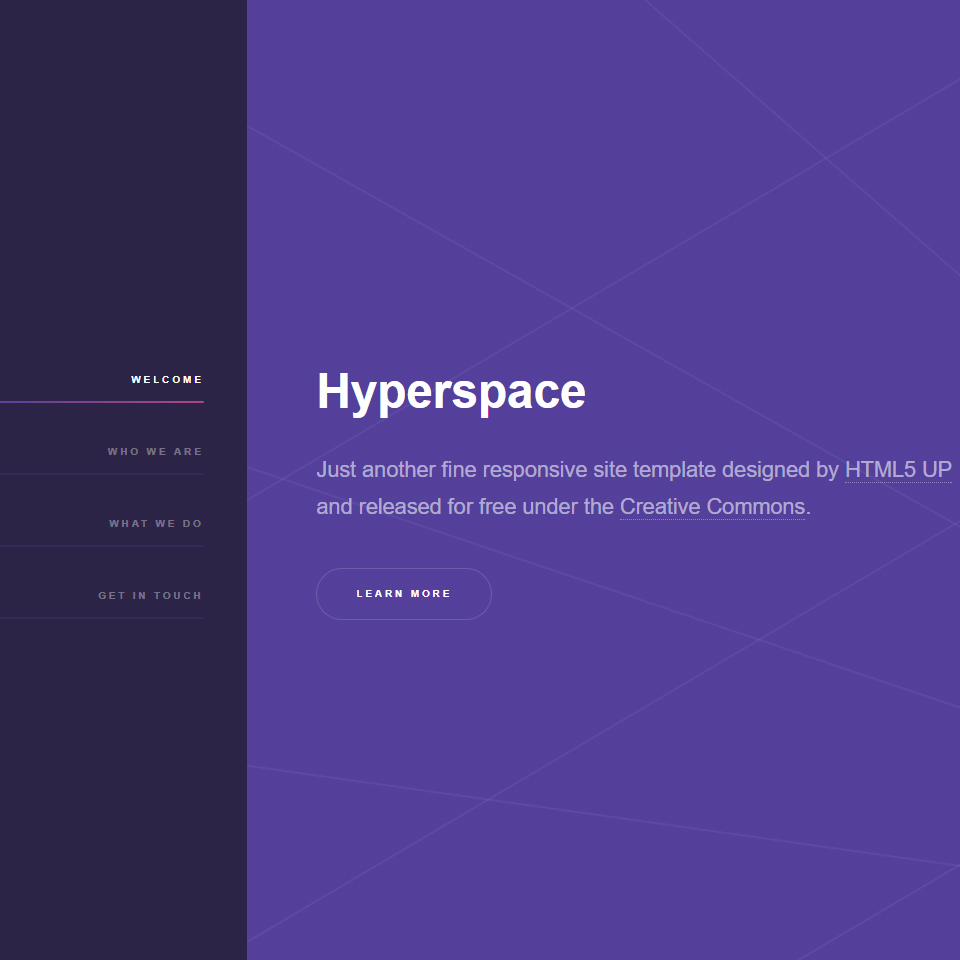 WELCOME
WHO WE ARE
WHAT WE DO
GET IN TOUCH
Hyperspace
Just another fine responsive site template designed by HTML5 UP
and released for free under the Creative Commons.
LEARN MORE